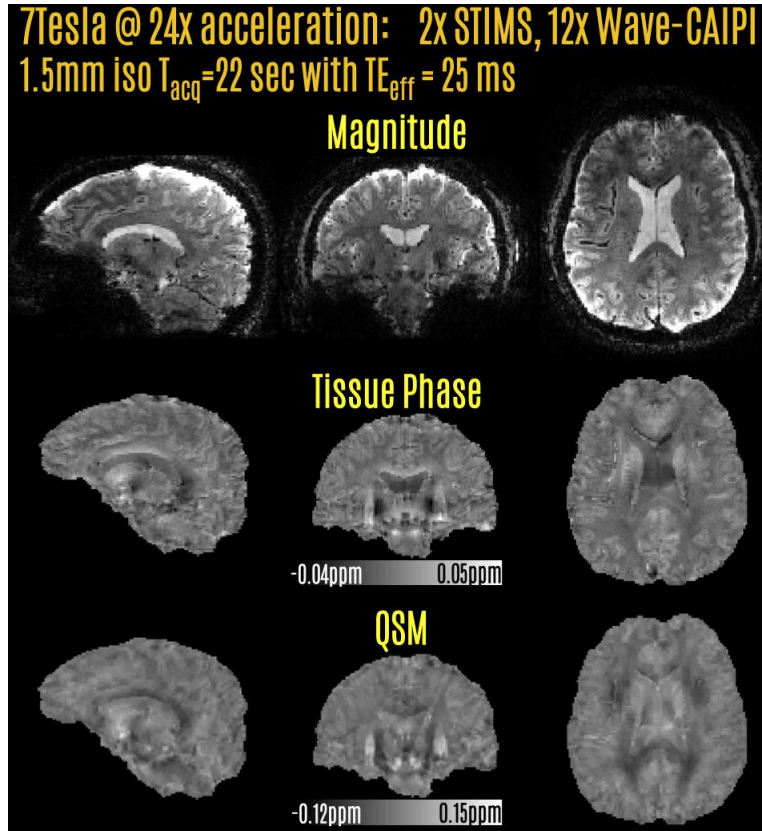 7Tesla @ 24x acceleration: 2x STIMS, 12x Wave-CAIPI
1.5mm iso Tacq=22 sec with TEeff = 25 ms
Magnitude
Tissue Phase
-0.04ppm 0.05ppm
QSM
-0.12ppm 0.15ppm